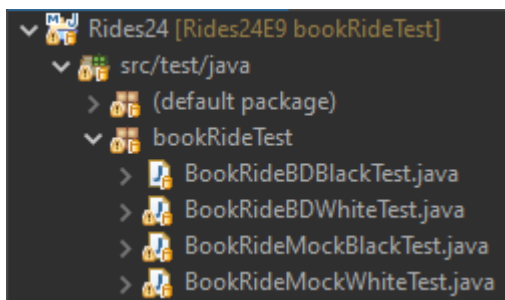 Rides24 [Rides24E9 bookRideTest]
src/test/java
(default package)
bookRideTest
BookRideBDBlackTest.java
BookRideBDWhiteTest.java
BookRideMockBlackTest.java
BookRideMockWhiteTest.java